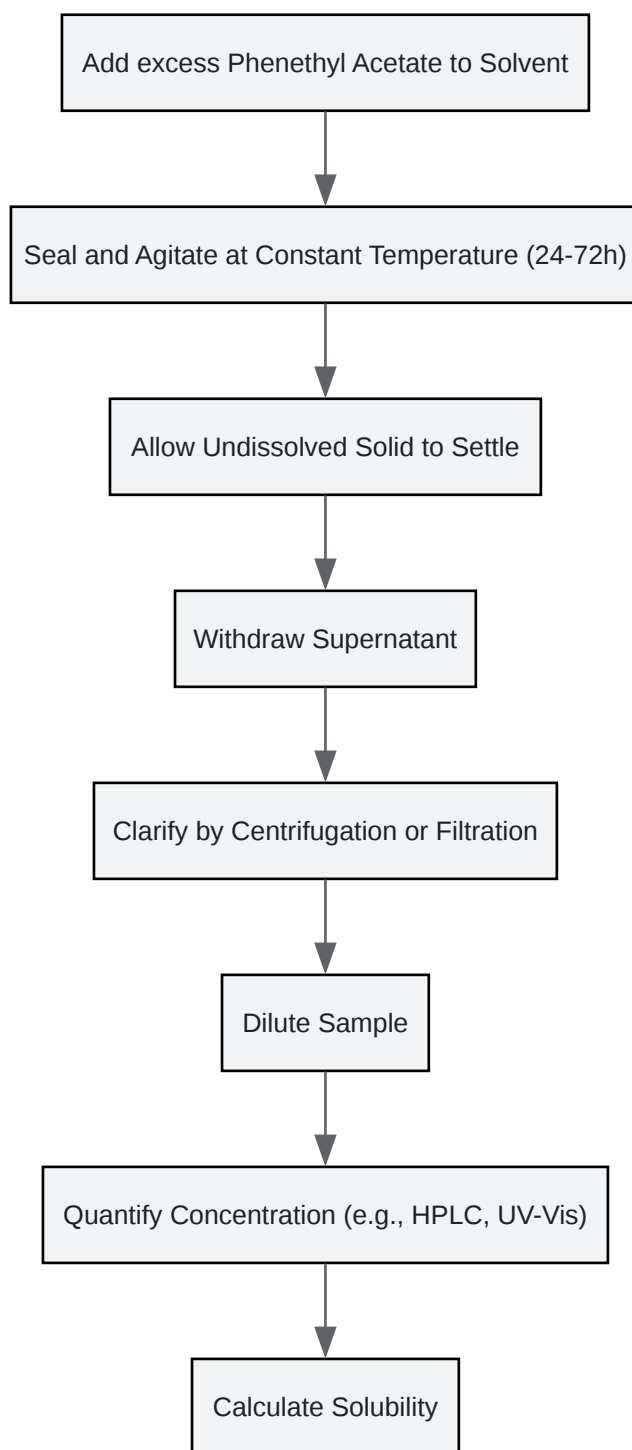 Add excess Phenethyl Acetate to Solvent
Seal and Agitate at Constant Temperature (24-72h)
Allow Undissolved Solid to Settle
Withdraw Supernatant
Clarify by Centrifugation or Filtration
Dilute Sample
Quantify Concentration (e.g., HPLC, UV-Vis)
Calculate Solubility